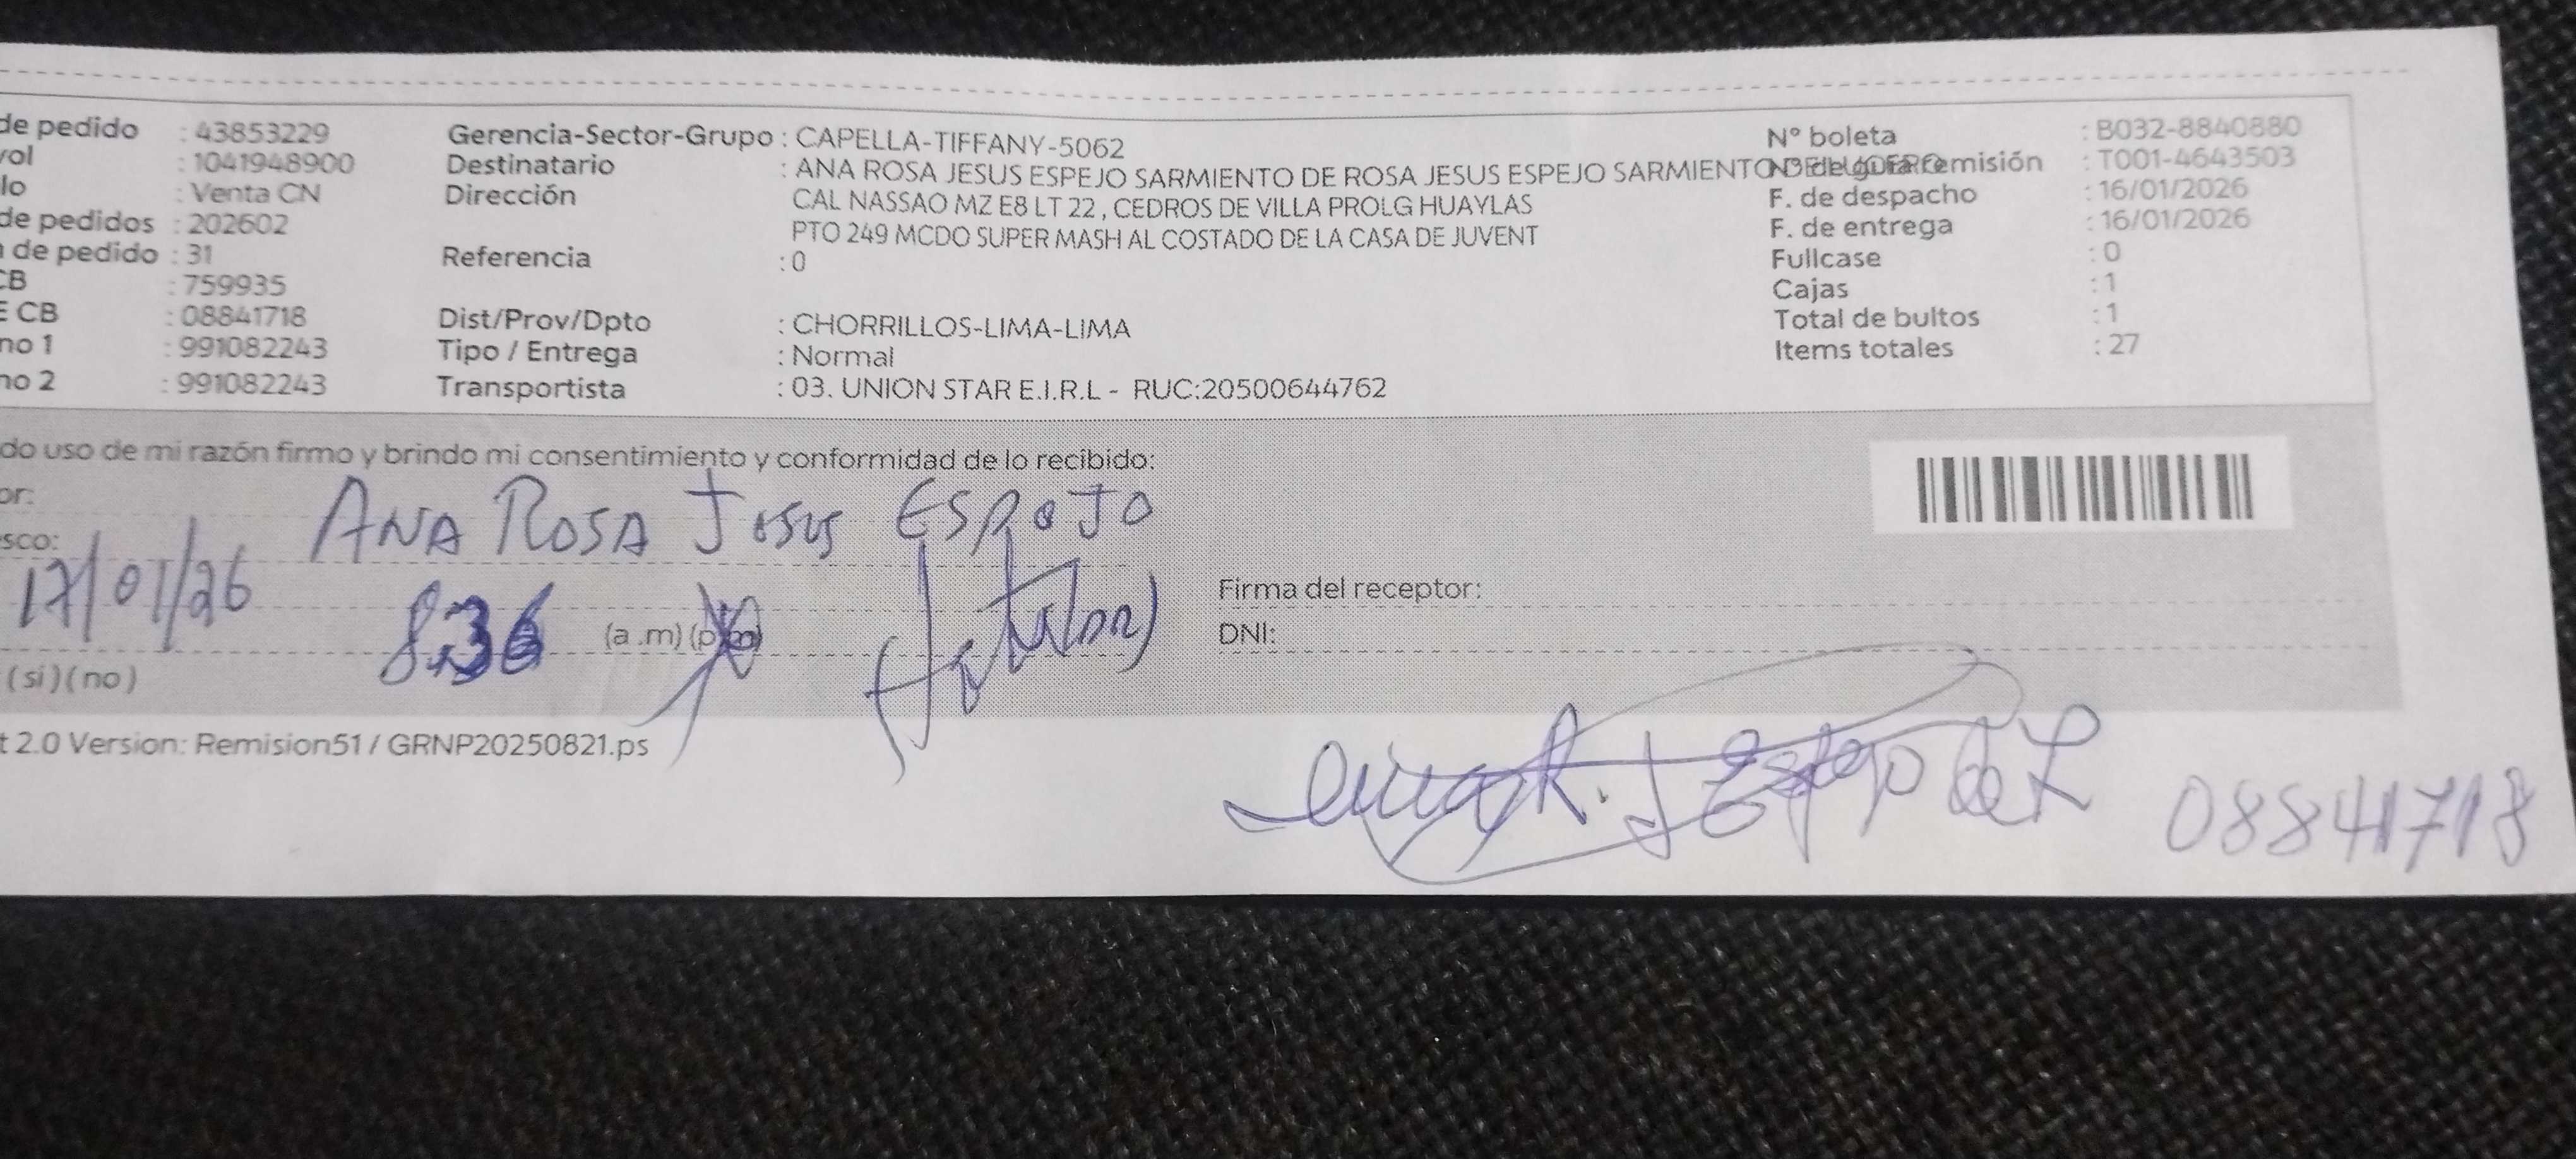 de pedido : 43853229
vol : 1041948900
lo : Venta CN
de pedidos : 202602
de pedido : 31
CB : 759935
E CB : 08841718
no 1 : 991082243
no 2 : 991082243
Gerencia-Sector-Grupo : CAPELLA-TIFFANY-5062
Destinatario : ANA ROSA JESUS ESPEJO SARMIENTO DE ROSA JESUS ESPEJO SARMIENTO
Dirección CAL NASSAO MZ E8 LT 22 , CEDROS DE VILLA PROLG HUAYLAS
PTO 249 MCDO SUPER MASH AL COSTADO DE LA CASA DE JUVENT
Referencia : 0
Dist/Prov/Dpto : CHORRILLOS-LIMA-LIMA
Tipo / Entrega : Normal
Transportista : 03. UNION STAR E.I.R.L - RUC:20500644762
N° boleta : B032-8840880
N° de guía remisión : T001-4643503
F. de despacho : 16/01/2026
F. de entrega : 16/01/2026
Fullcase : 0
Cajas : 1
Total de bultos : 1
Items totales : 27
do uso de mi razón firmo y brindo mi consentimiento y conformidad de lo recibido:
or: ANA ROSA JESUS ESPEJO
sco: (titular)
17/01/26 8:36 (a .m) (p.m)
(si) (no)
Firma del receptor:
DNI:
R. J Espejo de L 08841718
t 2.0 Version: Remision51 / GRNP20250821.ps